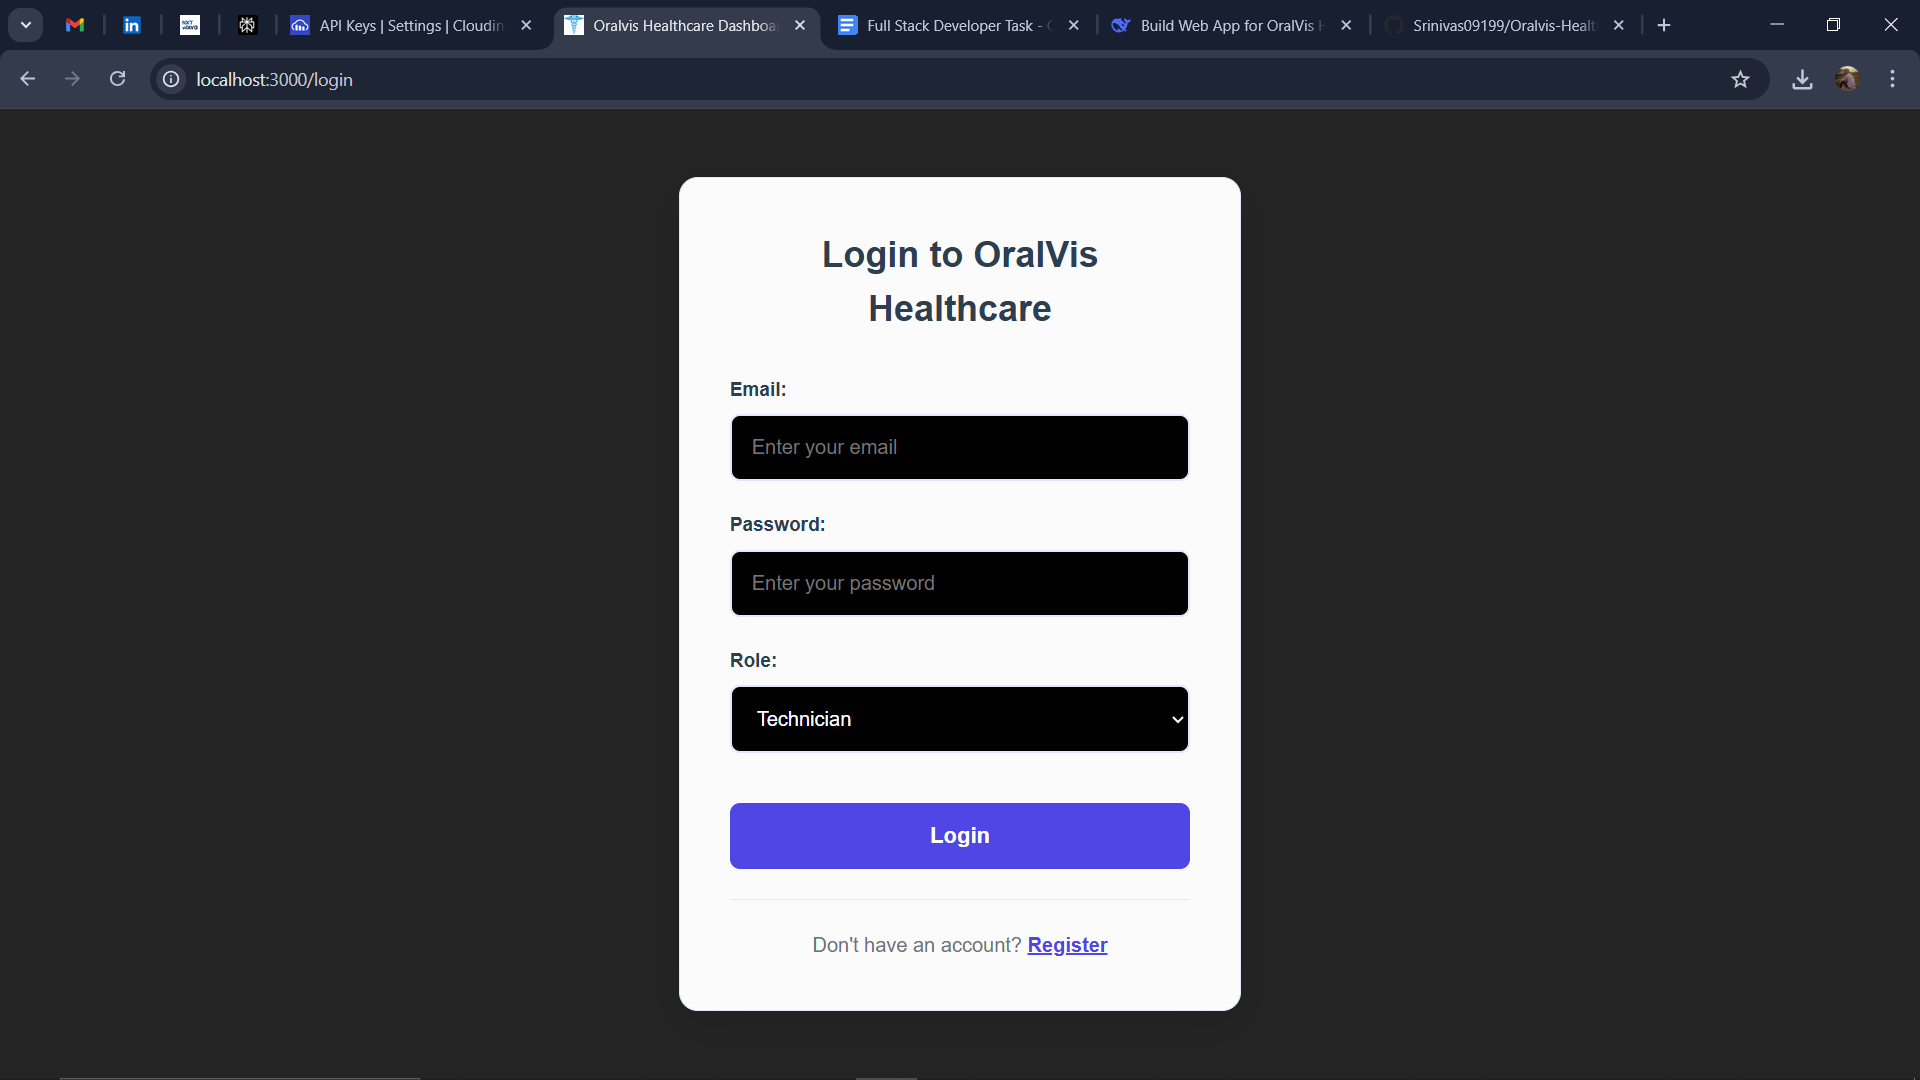 API Keys | Settings | Cloudin
Oralvis Healthcare Dashboa
Full Stack Developer Task -
Build Web App for OralVis
Srinivas09199/Oralvis-Healt
localhost:3000/login
Login to OralVis
Healthcare
Email:
Enter your email
Password:
Enter your password
Role:
Technician
Login
Don't have an account? Register